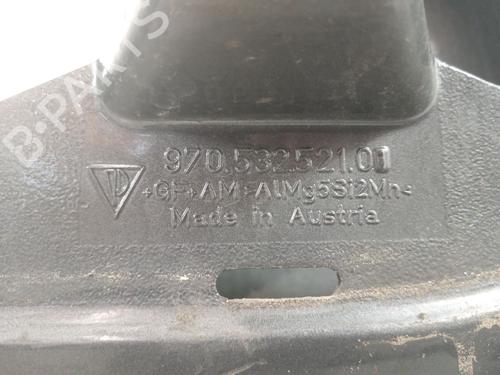 B-PARTS
970.532.521.01
+GF+AM >AlMg5Si2Mn<
Made in Austria